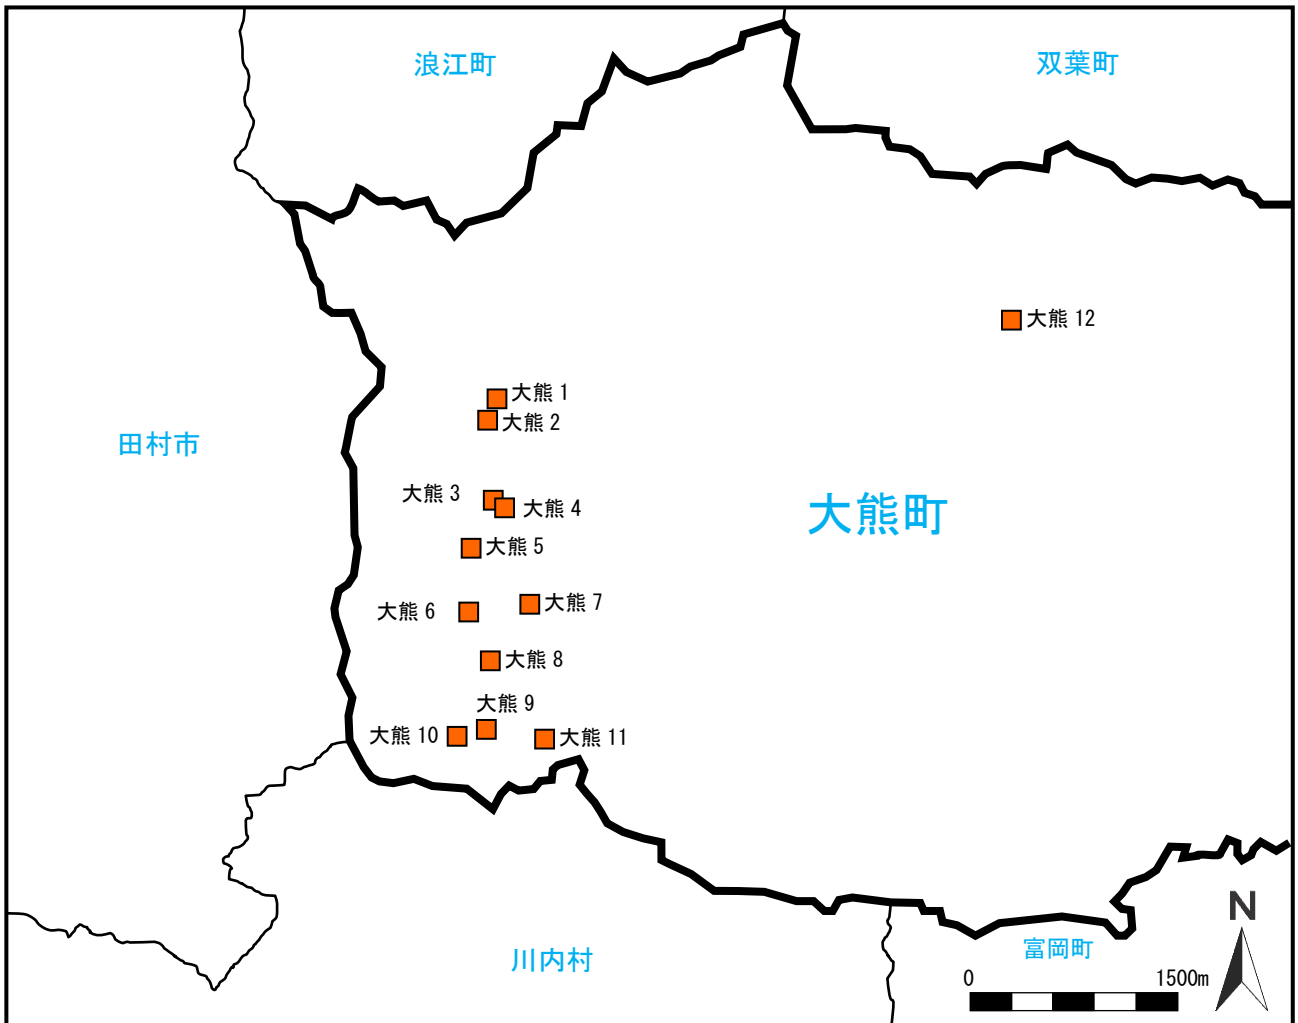 浪江町
双葉町
大熊 12
大熊 1
大熊 2
田村市
大熊 3
大熊 4
大熊町
大熊 5
大熊 6
大熊 7
大熊 8
大熊 9
大熊 10
大熊 11
N
川内村
富岡町
0 1500m